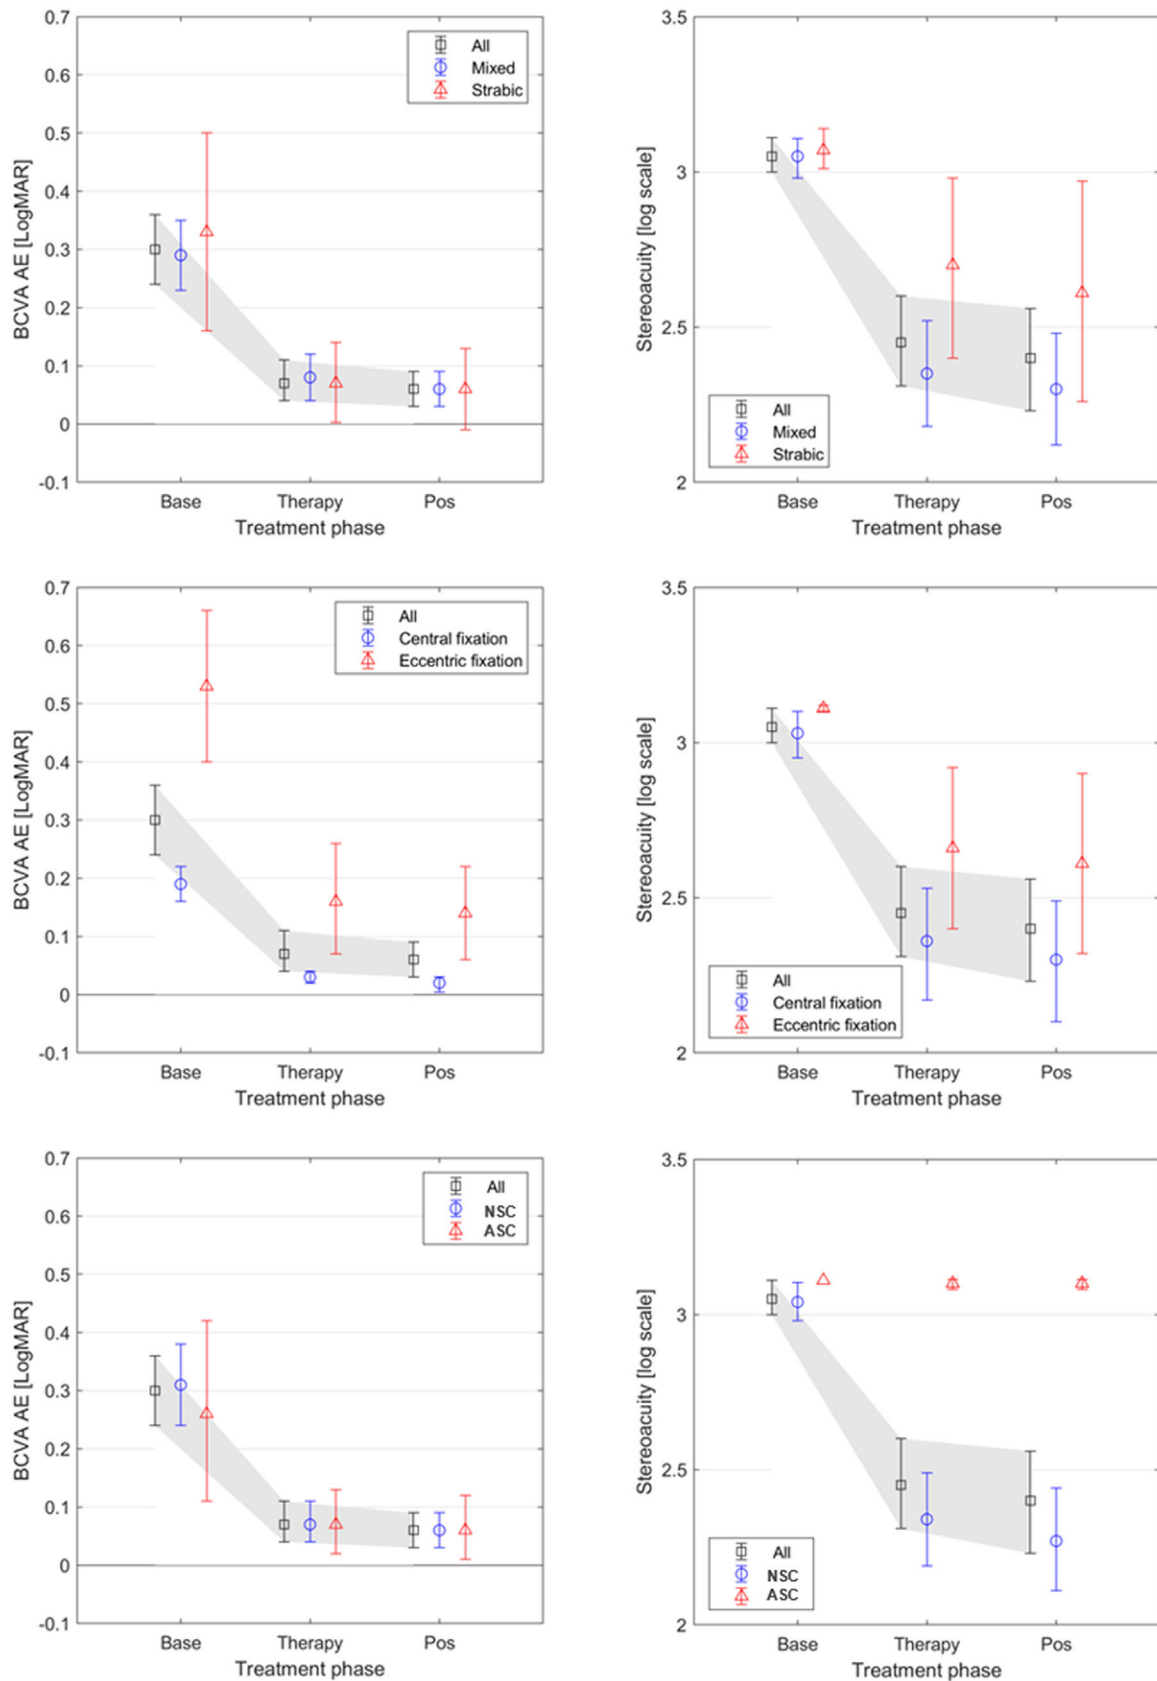 0.7
0.6
0.5
0.4
0.3
0.2
0.1
0
-0.1
BCVA AE [LogMAR]
All
Mixed
Strabic
Base Therapy Pos
Treatment phase
3.5
3
2.5
2
Stereoacuity [log scale]
All
Mixed
Strabic
Base Therapy Pos
Treatment phase
0.7
0.6
0.5
0.4
0.3
0.2
0.1
0
-0.1
BCVA AE [LogMAR]
All
Central fixation
Eccentric fixation
Base Therapy Pos
Treatment phase
3.5
3
2.5
2
Stereoacuity [log scale]
All
Central fixation
Eccentric fixation
Base Therapy Pos
Treatment phase
0.7
0.6
0.5
0.4
0.3
0.2
0.1
0
-0.1
BCVA AE [LogMAR]
All
NSC
ASC
Base Therapy Pos
Treatment phase
3.5
3
2.5
2
Stereoacuity [log scale]
All
NSC
ASC
Base Therapy Pos
Treatment phase